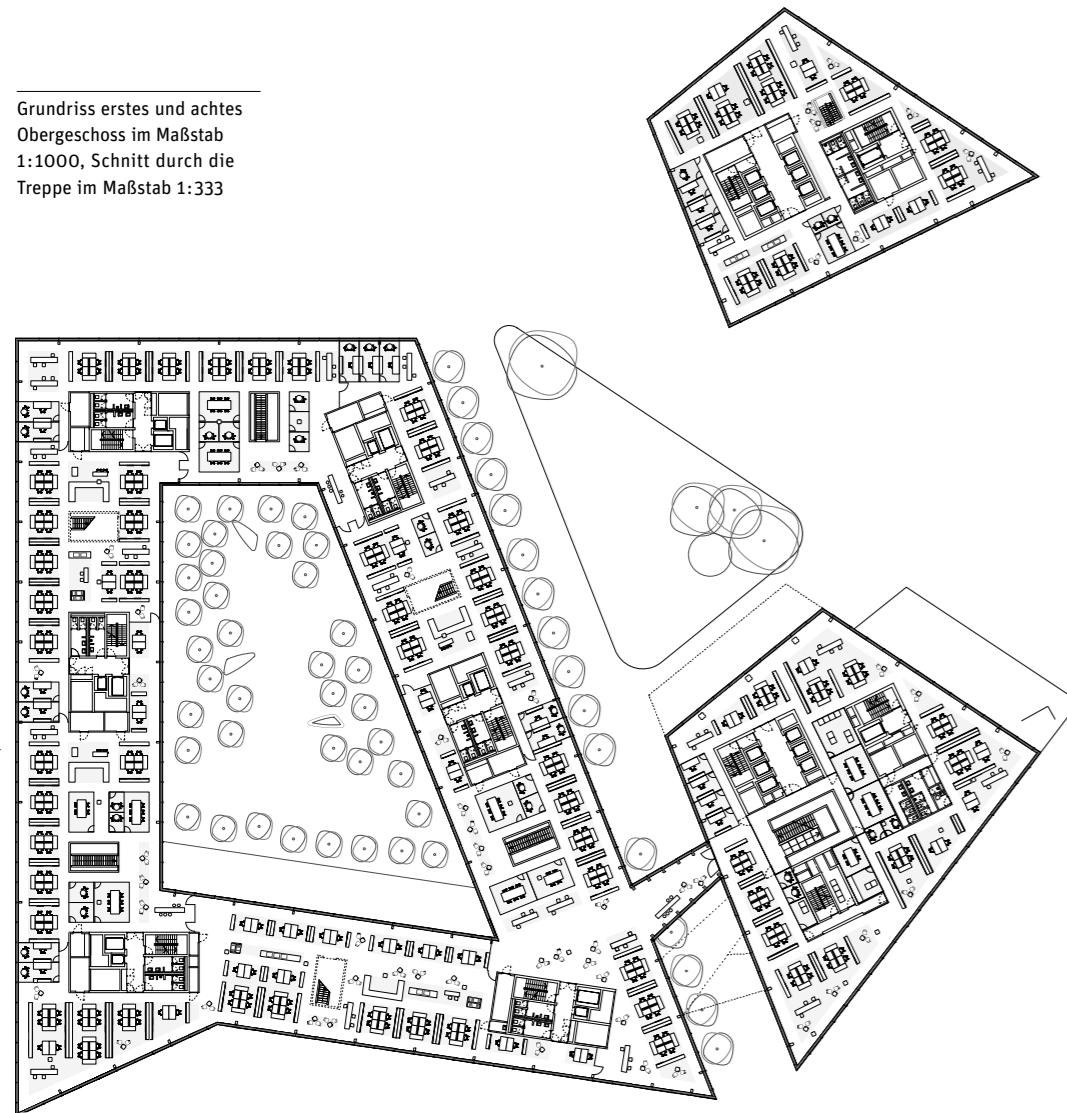 Grundriss erstes und achtes
Obergeschoss im Maßstab
1:1000, Schnitt durch die
Treppe im Maßstab 1:333